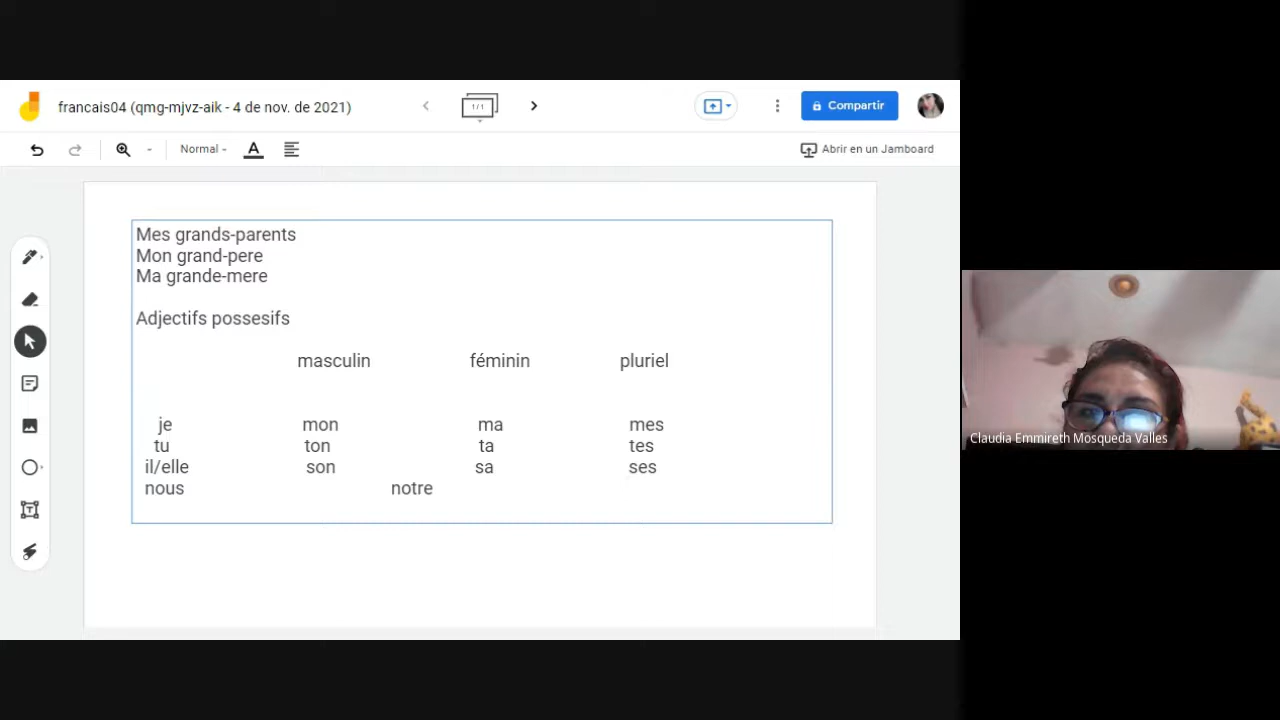 francais04 (qmg-mjvz-aik - 4 de nov. de 2021)
1/1
Compartir
Normal
A
Abrir en un Jamboard
Mes grands-parents
Mon grand-pere
Ma grande-mere
Adjectifs possesifs
masculin féminin pluriel
je mon ma mes
tu ton ta tes
il/elle son sa ses
nous notre
Claudia Emmireth Mosqueda Valles